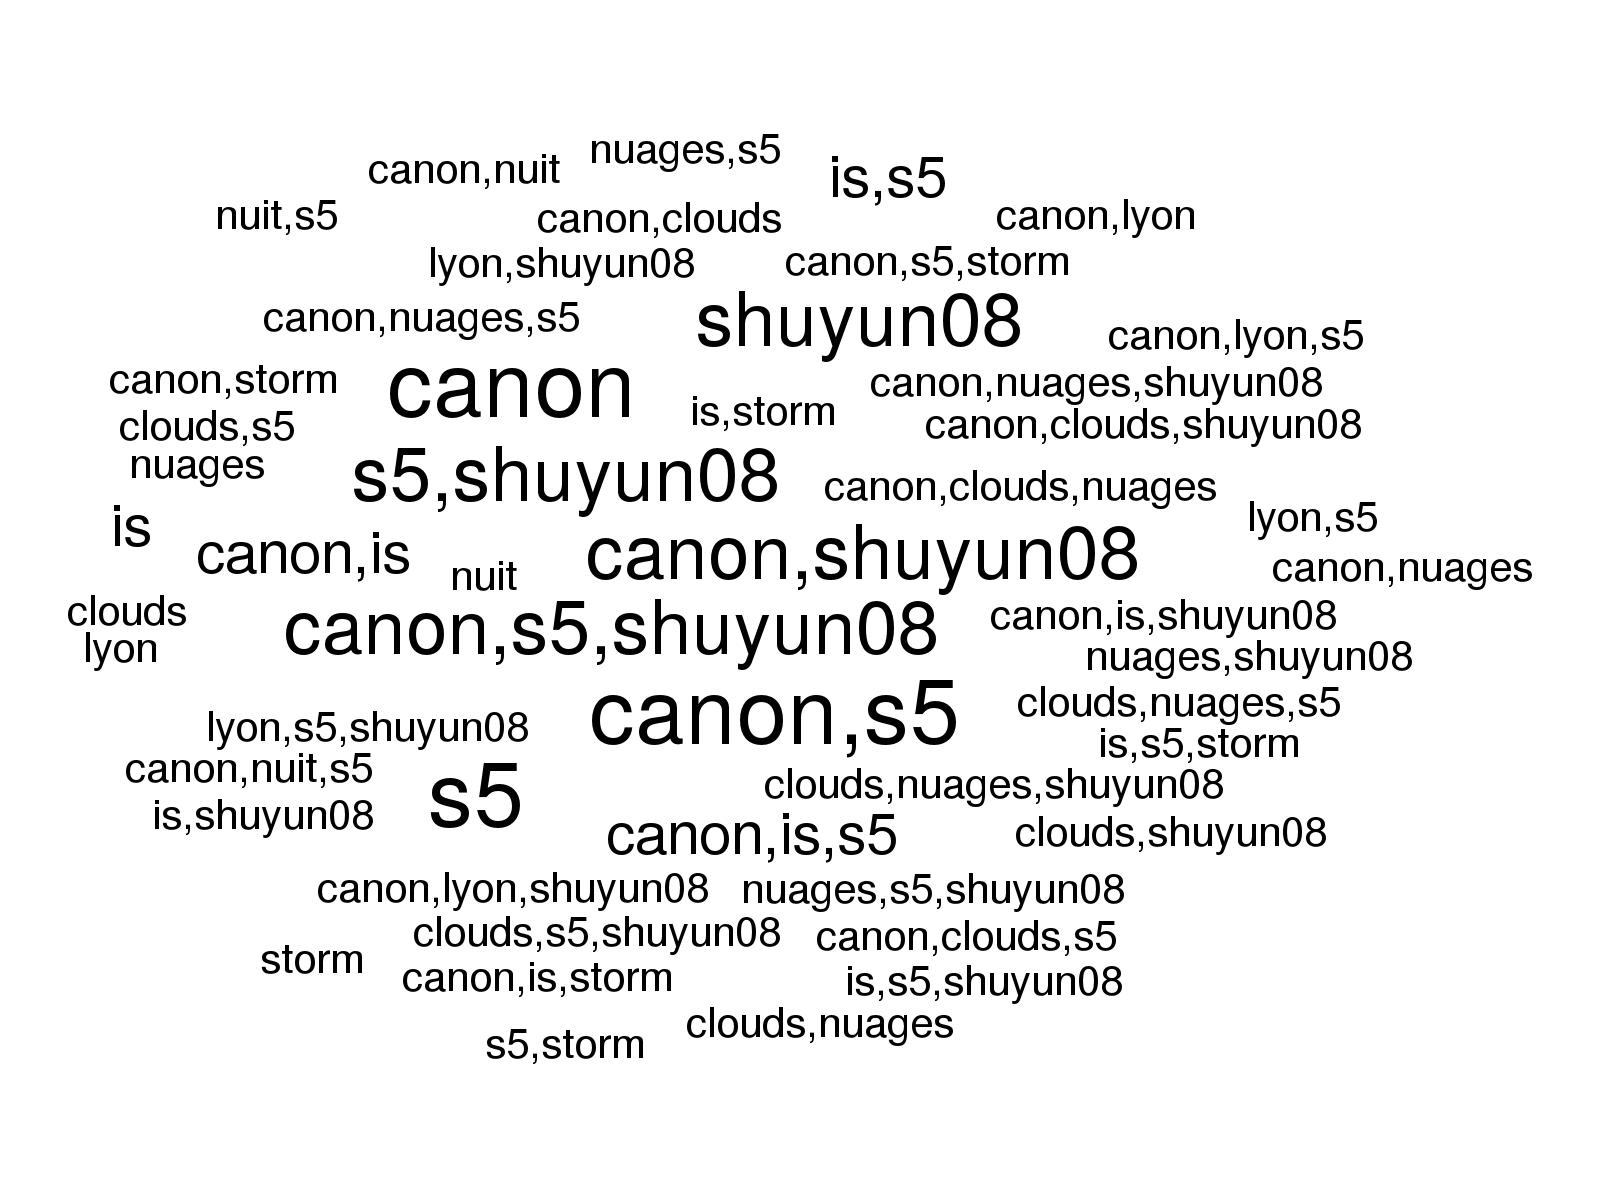 nuages,s5
canon,nuit
is,s5
nuit,s5
canon,clouds
canon,lyon
lyon,shuyun08
canon,s5,storm
canon,nuages,s5
shuyun08
canon,lyon,s5
canon,storm
canon
is,storm
canon,nuages,shuyun08
clouds,s5
canon,clouds,shuyun08
nuages
s5,shuyun08
canon,clouds,nuages
lyon,s5
is
canon,is
nuit
canon,shuyun08
canon,nuages
clouds
canon,s5,shuyun08
canon,is,shuyun08
lyon
nuages,shuyun08
canon,s5
clouds,nuages,s5
lyon,s5,shuyun08
is,s5,storm
canon,nuit,s5
s5
clouds,nuages,shuyun08
is,shuyun08
canon,is,s5
clouds,shuyun08
canon,lyon,shuyun08
nuages,s5,shuyun08
clouds,s5,shuyun08
canon,clouds,s5
storm
canon,is,storm
is,s5,shuyun08
clouds,nuages
s5,storm